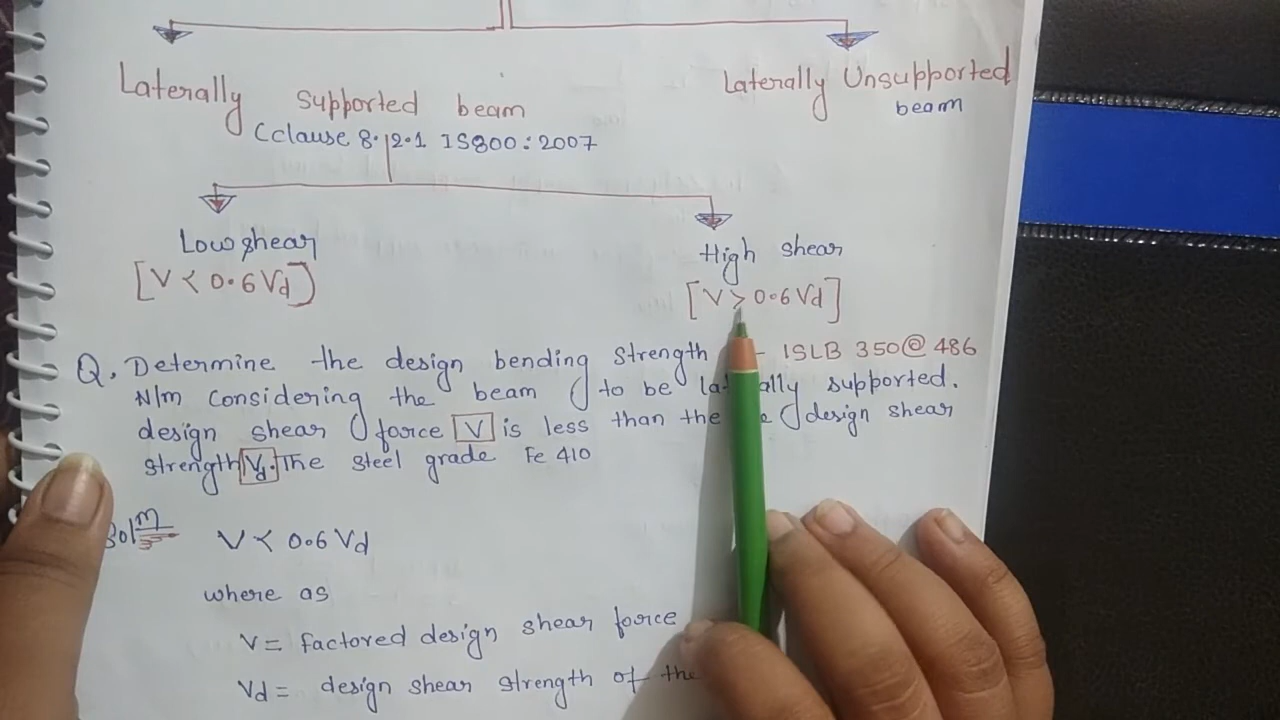 Laterally Supported beam
Laterally Unsupported
beam
(clause 8.2.1 IS800:2007
Low shear
[V < 0.6 Vd)
High shear
[V > 0.6 Vd]
Q. Determine the design bending strength - ISLB 350@ 486
N/m considering the beam to be laterally supported.
design shear force V is less than the design shear
strength Vd. The steel grade Fe 410
Solm
V < 0.6 Vd
where as
V = factored design shear force
Vd = design shear strength of the